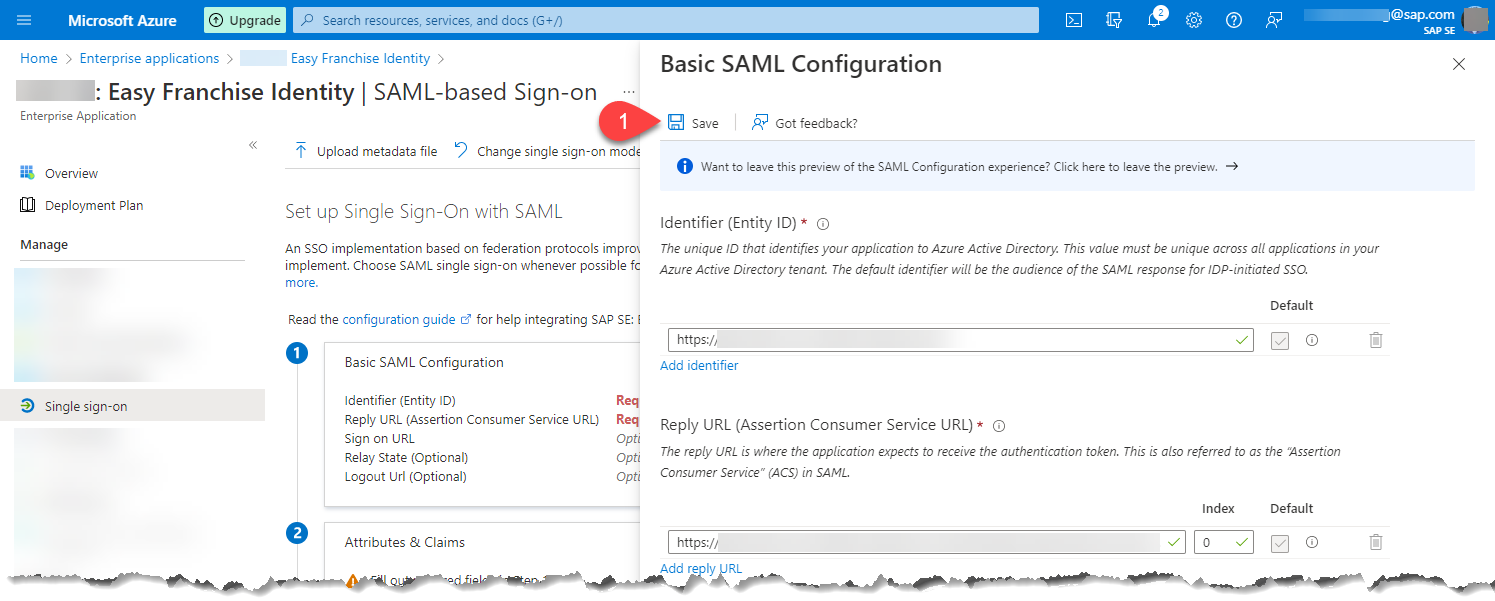 Microsoft Azure
Upgrade
Search resources, services, and docs (G+/)
2
@sap.com
SAP SE
Home > Enterprise applications > Easy Franchise Identity >
: Easy Franchise Identity | SAML-based Sign-on ...
Enterprise Application
«
Overview
Deployment Plan
Manage
Single sign-on
Upload metadata file
Change single sign-on mode
Set up Single Sign-On with SAML
An SSO implementation based on federation protocols improv
implement. Choose SAML single sign-on whenever possible fo
more.
Read the configuration guide for help integrating SAP SE:
1
Basic SAML Configuration
Identifier (Entity ID) Req
Reply URL (Assertion Consumer Service URL) Req
Sign on URL Opti
Relay State (Optional) Opti
Logout Url (Optional) Opti
2
Attributes & Claims
Basic SAML Configuration
1
Save
Got feedback?
Want to leave this preview of the SAML Configuration experience? Click here to leave the preview. →
Identifier (Entity ID) *
The unique ID that identifies your application to Azure Active Directory. This value must be unique across all applications in your
Azure Active Directory tenant. The default identifier will be the audience of the SAML response for IDP-initiated SSO.
Default
https://
Add identifier
Reply URL (Assertion Consumer Service URL) *
The reply URL is where the application expects to receive the authentication token. This is also referred to as the “Assertion
Consumer Service” (ACS) in SAML.
Index Default
https:// 0
Add reply URL